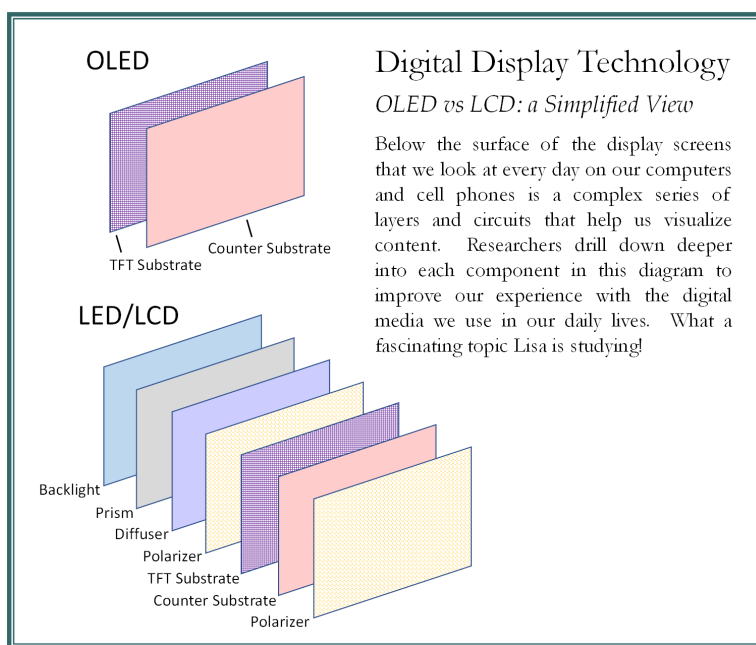 OLED
TFT Substrate
Counter Substrate
Digital Display Technology
OLED vs LCD: a Simplified View
Below the surface of the display screens
that we look at every day on our computers
and cell phones is a complex series of
layers and circuits that help us visualize
content. Researchers drill down deeper
into each component in this diagram to
improve our experience with the digital
media we use in our daily lives. What a
fascinating topic Lisa is studying!
LED/LCD
Backlight
Prism
Diffuser
Polarizer
TFT Substrate
Counter Substrate
Polarizer